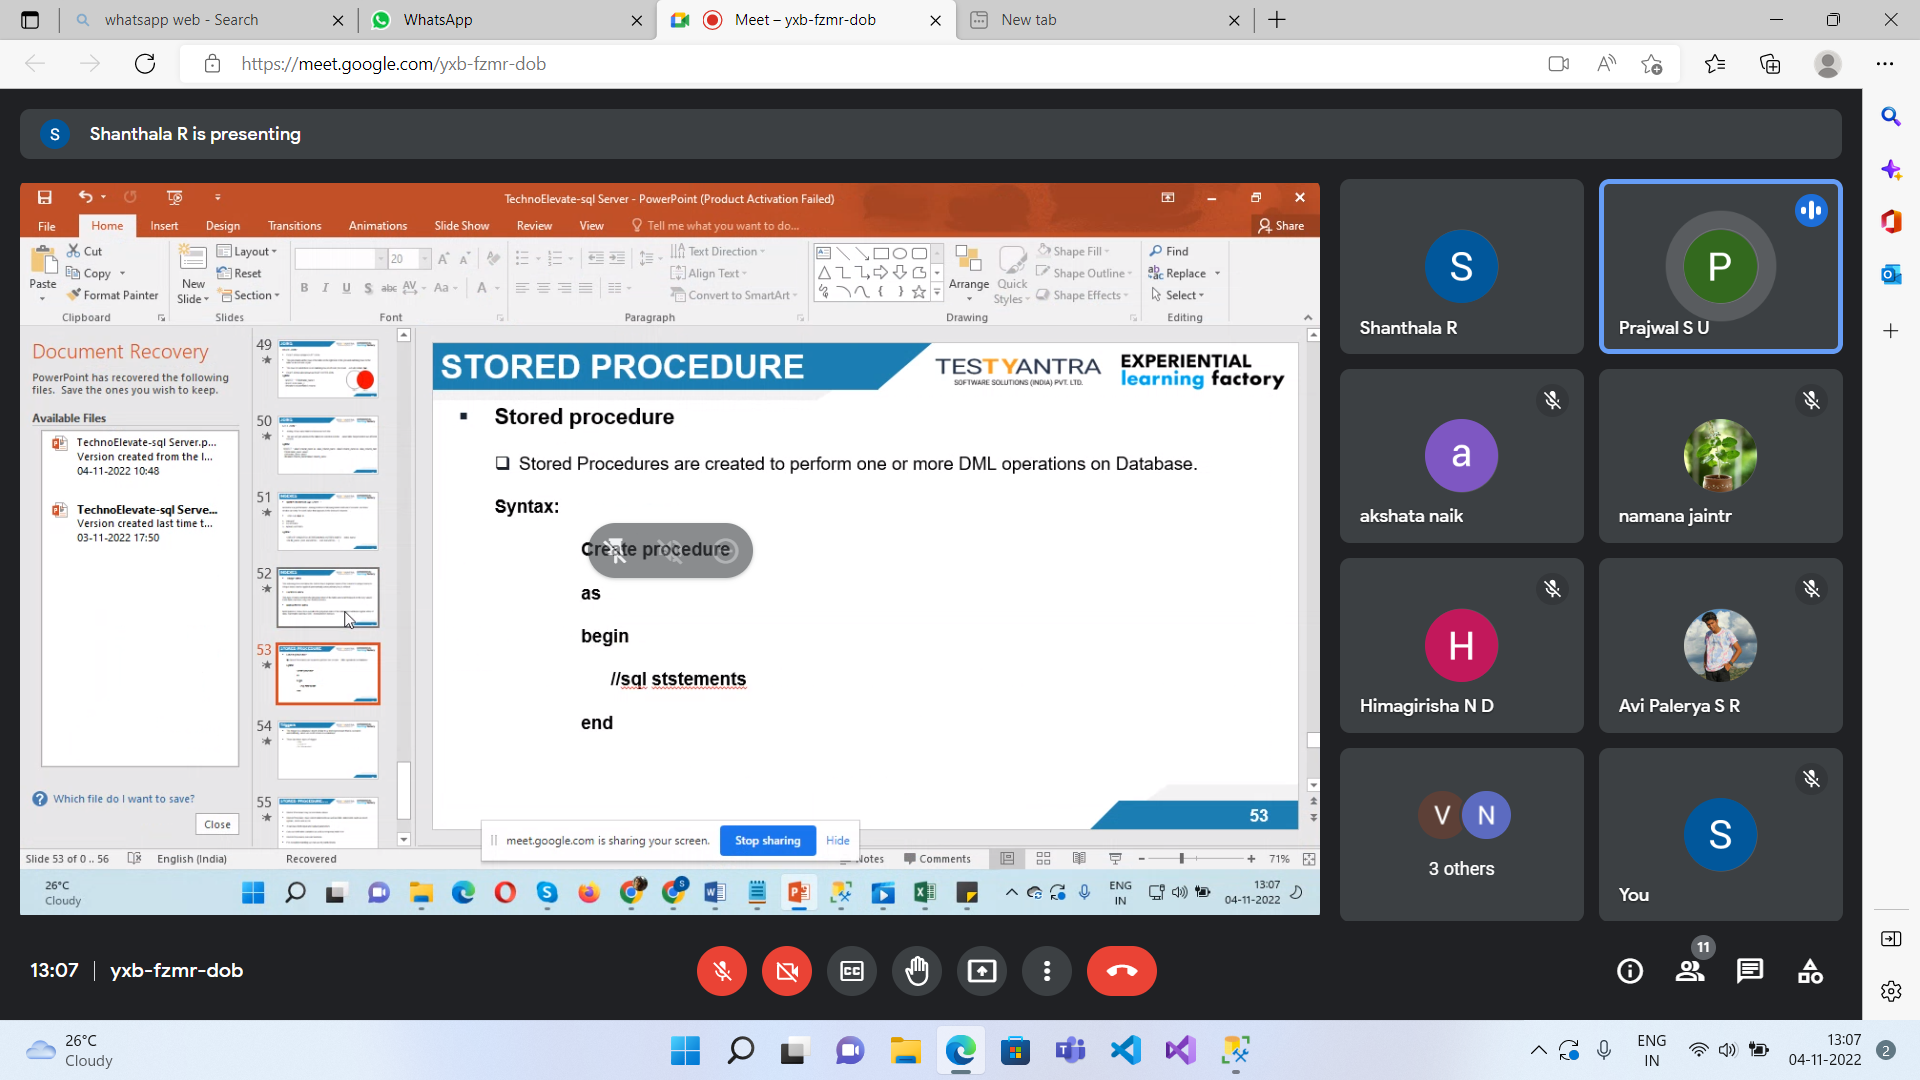 whatsapp web - Search
WhatsApp
Meet – yxb-fzmr-dob
New tab
https://meet.google.com/yxb-fzmr-dob
S
Shanthala R is presenting
TechnoElevate-sql Server - PowerPoint (Product Activation Failed)
File
Home
Insert
Design
Transitions
Animations
Slide Show
Review
View
Tell me what you want to do...
Share
Paste
Cut
Copy
Format Painter
Clipboard
New
Slide
Layout
Reset
Section
Slides
20
B I U S abc AV Aa A
Font
Text Direction
Align Text
Convert to SmartArt
Paragraph
Arrange
Quick
Styles
Shape Fill
Shape Outline
Shape Effects
Drawing
Find
Replace
Select
Editing
Document Recovery
PowerPoint has recovered the following
files. Save the ones you wish to keep.
Available Files
TechnoElevate-sql Server.p...
Version created from the l...
04-11-2022 10:48
TechnoElevate-sql Serve...
Version created last time t...
03-11-2022 17:50
Which file do I want to save?
Close
49
50
51
52
53
54
55
STORED PROCEDURE
TESTYANTRA
SOFTWARE SOLUTIONS (INDIA) PVT. LTD.
EXPERIENTIAL
learning factory
Stored procedure
Stored Procedures are created to perform one or more DML operations on Database.
Syntax:
Create procedure
as
begin
//sql ststements
end
53
meet.google.com is sharing your screen.
Stop sharing
Hide
Slide 53 of 0 .. 56
English (India)
Recovered
Notes
Comments
71%
26°C
Cloudy
ENG
IN
13:07
04-11-2022
S
Shanthala R
P
Prajwal S U
a
akshata naik
namana jaintr
H
Himagirisha N D
Avi Palerya S R
V
N
3 others
S
You
13:07
yxb-fzmr-dob
11
26°C
Cloudy
ENG
IN
13:07
04-11-2022
2